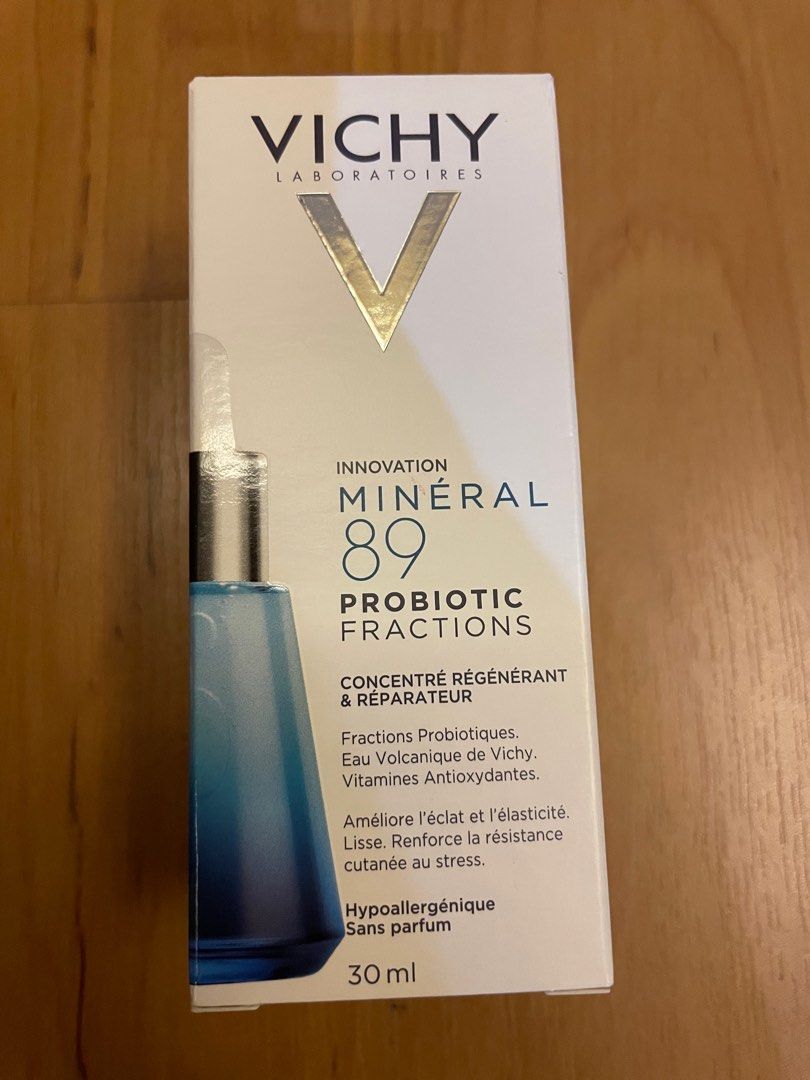 VICHY
LABORATOIRES
V
INNOVATION
MINÉRAL
89
PROBIOTIC
FRACTIONS
CONCENTRÉ RÉGÉNÉRANT
& RÉPARATEUR
Fractions Probiotiques.
Eau Volcanique de Vichy.
Vitamines Antioxydantes.
Améliore l'éclat et l'élasticité.
Lisse. Renforce la résistance
cutanée au stress.
Hypoallergénique
Sans parfum
30 ml